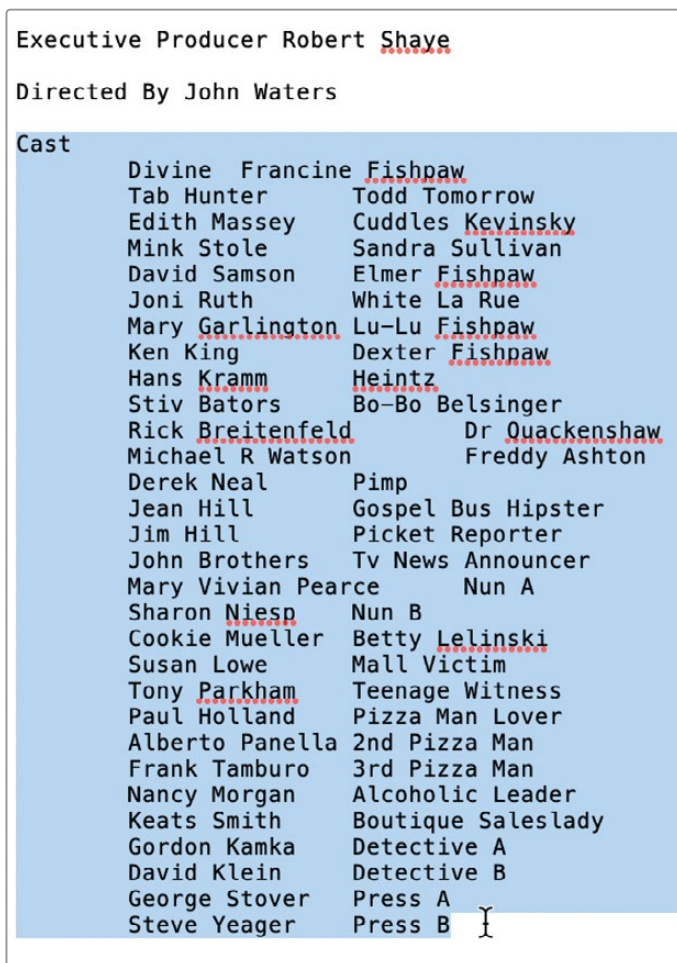 Executive Producer Robert Shaye
Directed By John Waters
Cast
Divine Francine Fishpaw
Tab Hunter Todd Tomorrow
Edith Massey Cuddles Kevinsky
Mink Stole Sandra Sullivan
David Samson Elmer Fishpaw
Joni Ruth White La Rue
Mary Garlington Lu-Lu Fishpaw
Ken King Dexter Fishpaw
Hans Kramm Heintz
Stiv Bators Bo-Bo Belsinger
Rick Breitenfeld Dr Quackenshaw
Michael R Watson Freddy Ashton
Derek Neal Pimp
Jean Hill Gospel Bus Hipster
Jim Hill Picket Reporter
John Brothers Tv News Announcer
Mary Vivian Pearce Nun A
Sharon Niesp Nun B
Cookie Mueller Betty Lelinski
Susan Lowe Mall Victim
Tony Parkham Teenage Witness
Paul Holland Pizza Man Lover
Alberto Panella 2nd Pizza Man
Frank Tamburo 3rd Pizza Man
Nancy Morgan Alcoholic Leader
Keats Smith Boutique Saleslady
Gordon Kamka Detective A
David Klein Detective B
George Stover Press A
Steve Yeager Press B